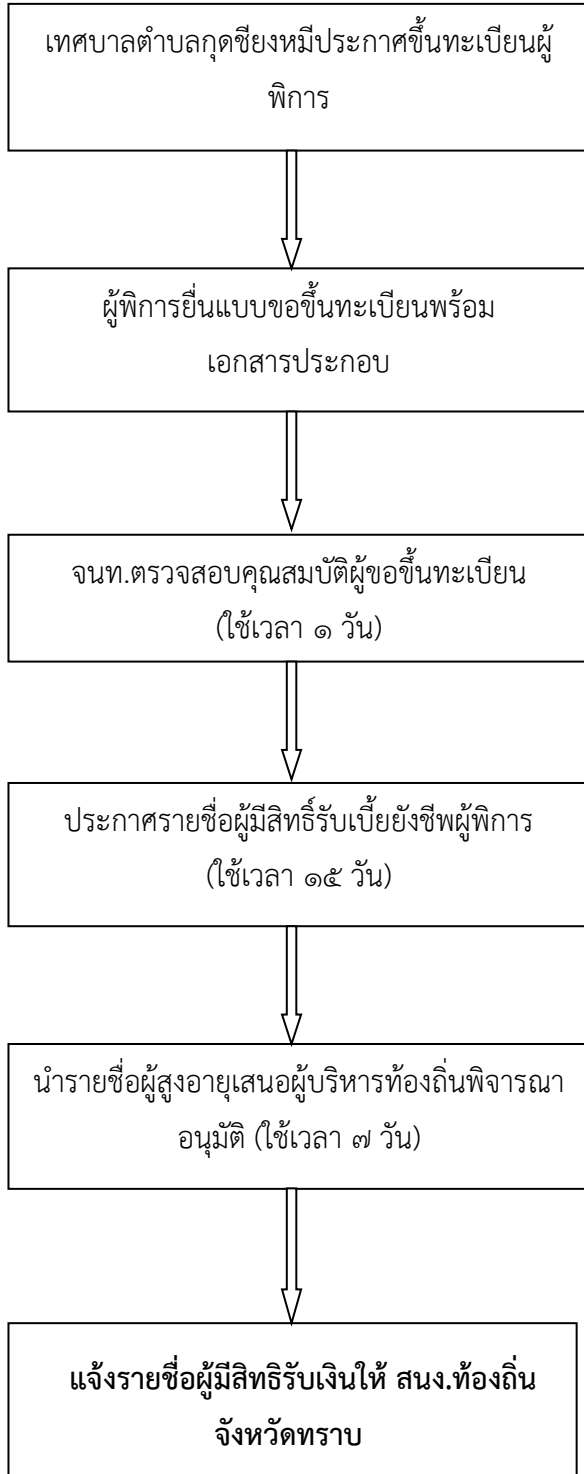 เทศบาลตำบลกุดชียงหมีประกาศขึ้นทะเบียนผู้
พิการ
ผู้พิการยื่นแบบขอขึ้นทะเบียนพร้อม
เอกสารประกอบ
จนท.ตรวจสอบคุณสมบัติผู้ขอขึ้นทะเบียน
(ใช้เวลา ๑ วัน)
ประกาศรายชื่อผู้มีสิทธิ์รับเบี้ยยังชีพผู้พิการ
(ใช้เวลา ๑๕ วัน)
นำรายชื่อผู้สูงอายุเสนอผู้บริหารท้องถิ่นพิจารณา
อนุมัติ (ใช้เวลา ๗ วัน)
แจ้งรายชื่อผู้มีสิทธิรับเงินให้ สนง.ท้องถิ่น
จังหวัดทราบ